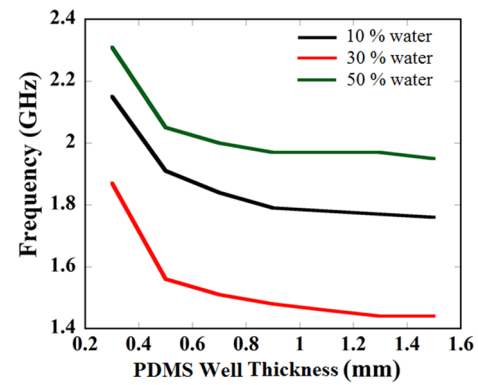 2.4
2.2
2
1.8
1.6
1.4
Frequency (GHz)
10 % water
30 % water
50 % water
0.2 0.4 0.6 0.8 1 1.2 1.4 1.6
PDMS Well Thickness (mm)